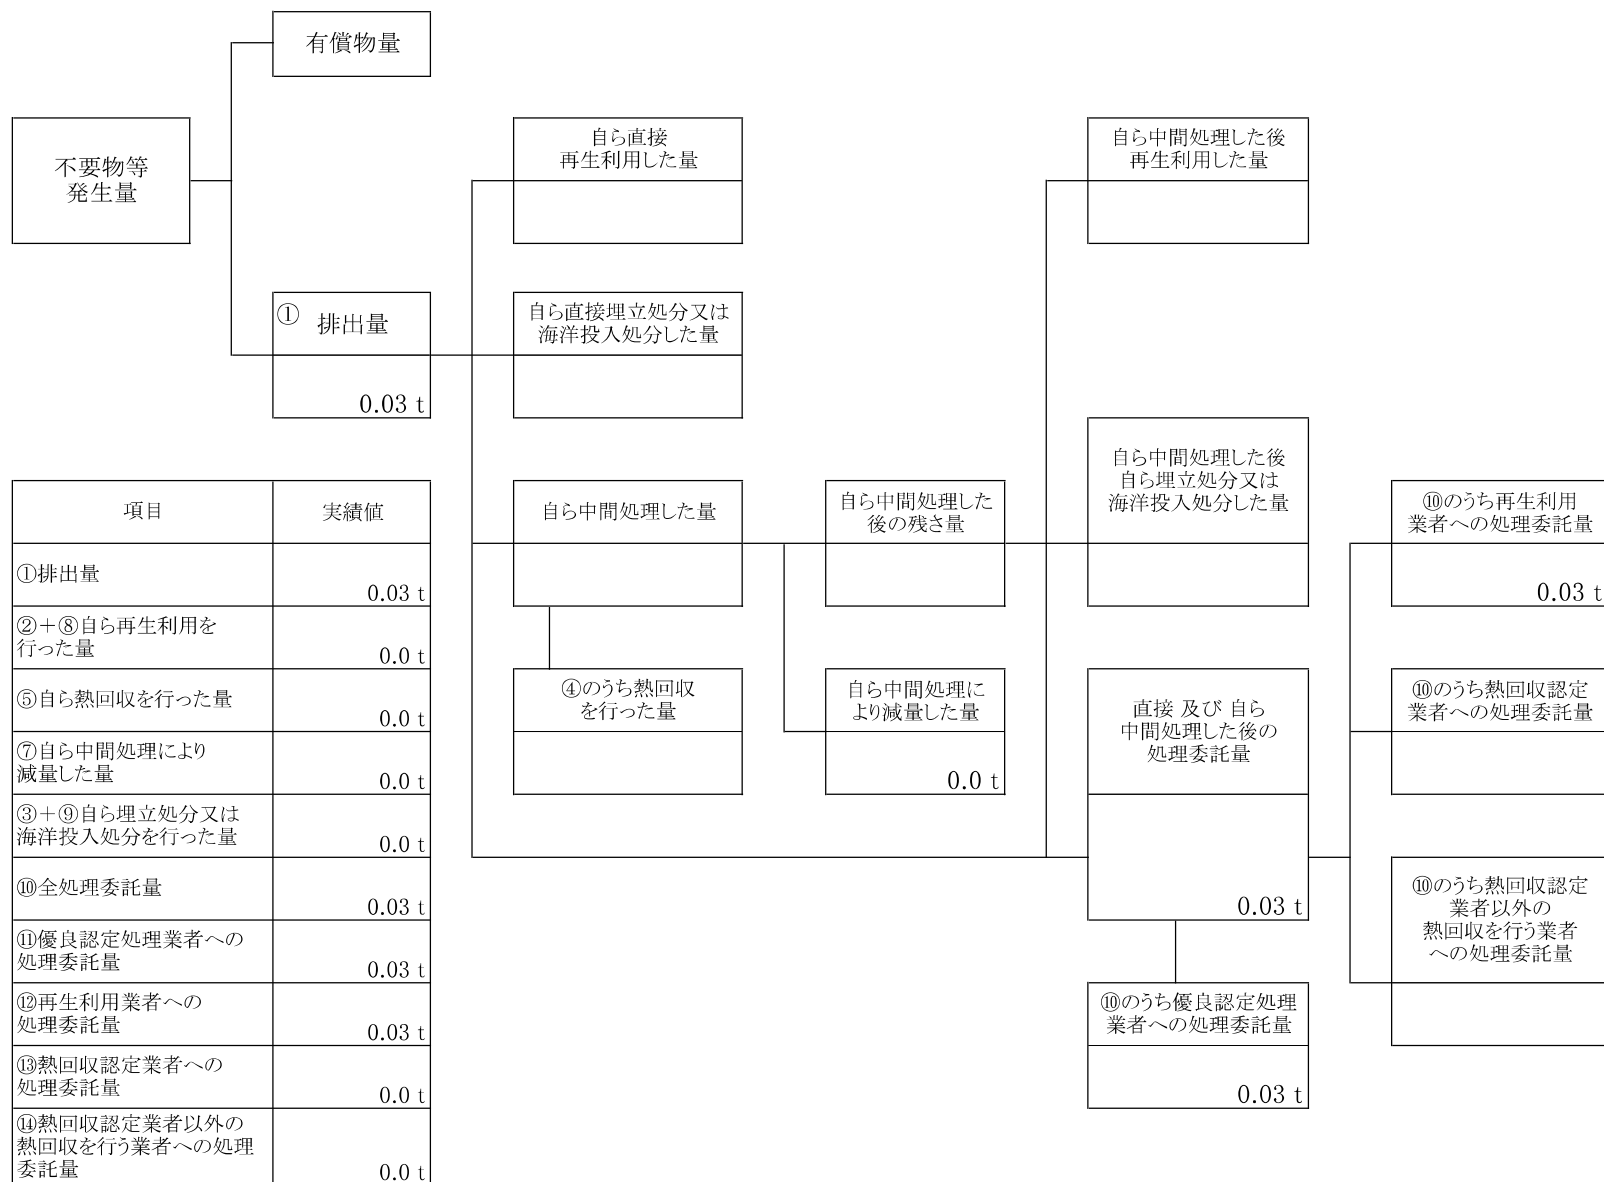 有償物量
不要物等
発生量
自ら直接
再生利用した量
自ら中間処理した後
再生利用した量
① 排出量
0.03 t
自ら直接埋立処分又は
海洋投入処分した量
自ら中間処理した後
自ら埋立処分又は
海洋投入処分した量
自ら中間処理した量
自ら中間処理した
後の残さ量
⑩のうち再生利用
業者への処理委託量
0.03 t
④のうち熱回収
を行った量
自ら中間処理に
より減量した量
0.0 t
直接 及び 自ら
中間処理した後の
処理委託量
0.03 t
⑩のうち熱回収認定
業者への処理委託量
⑩のうち熱回収認定
業者以外の
熱回収を行う業者
への処理委託量
⑩のうち優良認定処理
業者への処理委託量
0.03 t
項目 実績値
①排出量
0.03 t
②+⑧自ら再生利用を
行った量
0.0 t
⑤自ら熱回収を行った量
0.0 t
⑦自ら中間処理により
減量した量
0.0 t
③+⑨自ら埋立処分又は
海洋投入処分を行った量
0.0 t
⑩全処理委託量
0.03 t
⑪優良認定処理業者への
処理委託量
0.03 t
⑫再生利用業者への
処理委託量
0.03 t
⑬熱回収認定業者への
処理委託量
0.0 t
⑭熱回収認定業者以外の
熱回収を行う業者への処理
委託量
0.0 t